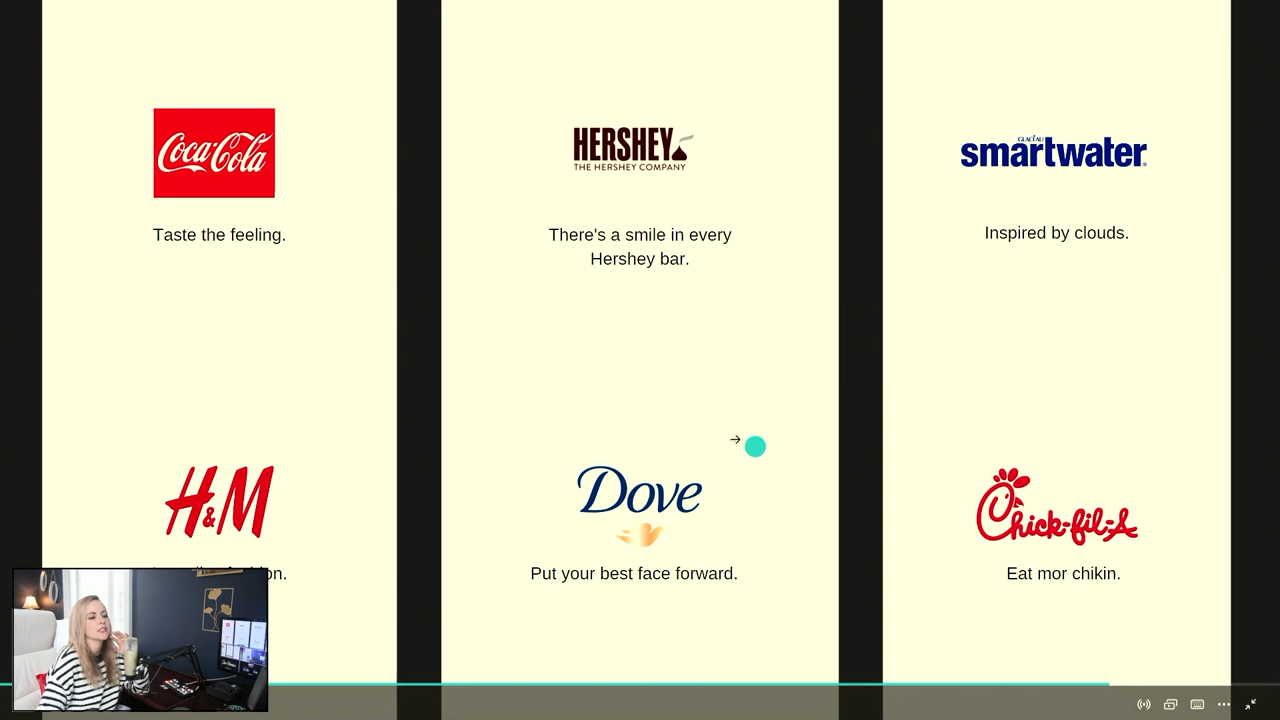 Coca-Cola
Taste the feeling.
HERSHEY
THE HERSHEY COMPANY
There's a smile in every
Hershey bar.
GLACÉAU
smartwater
Inspired by clouds.
H&M
Dove
Put your best face forward.
Chick-fil-A
Eat mor chikin.